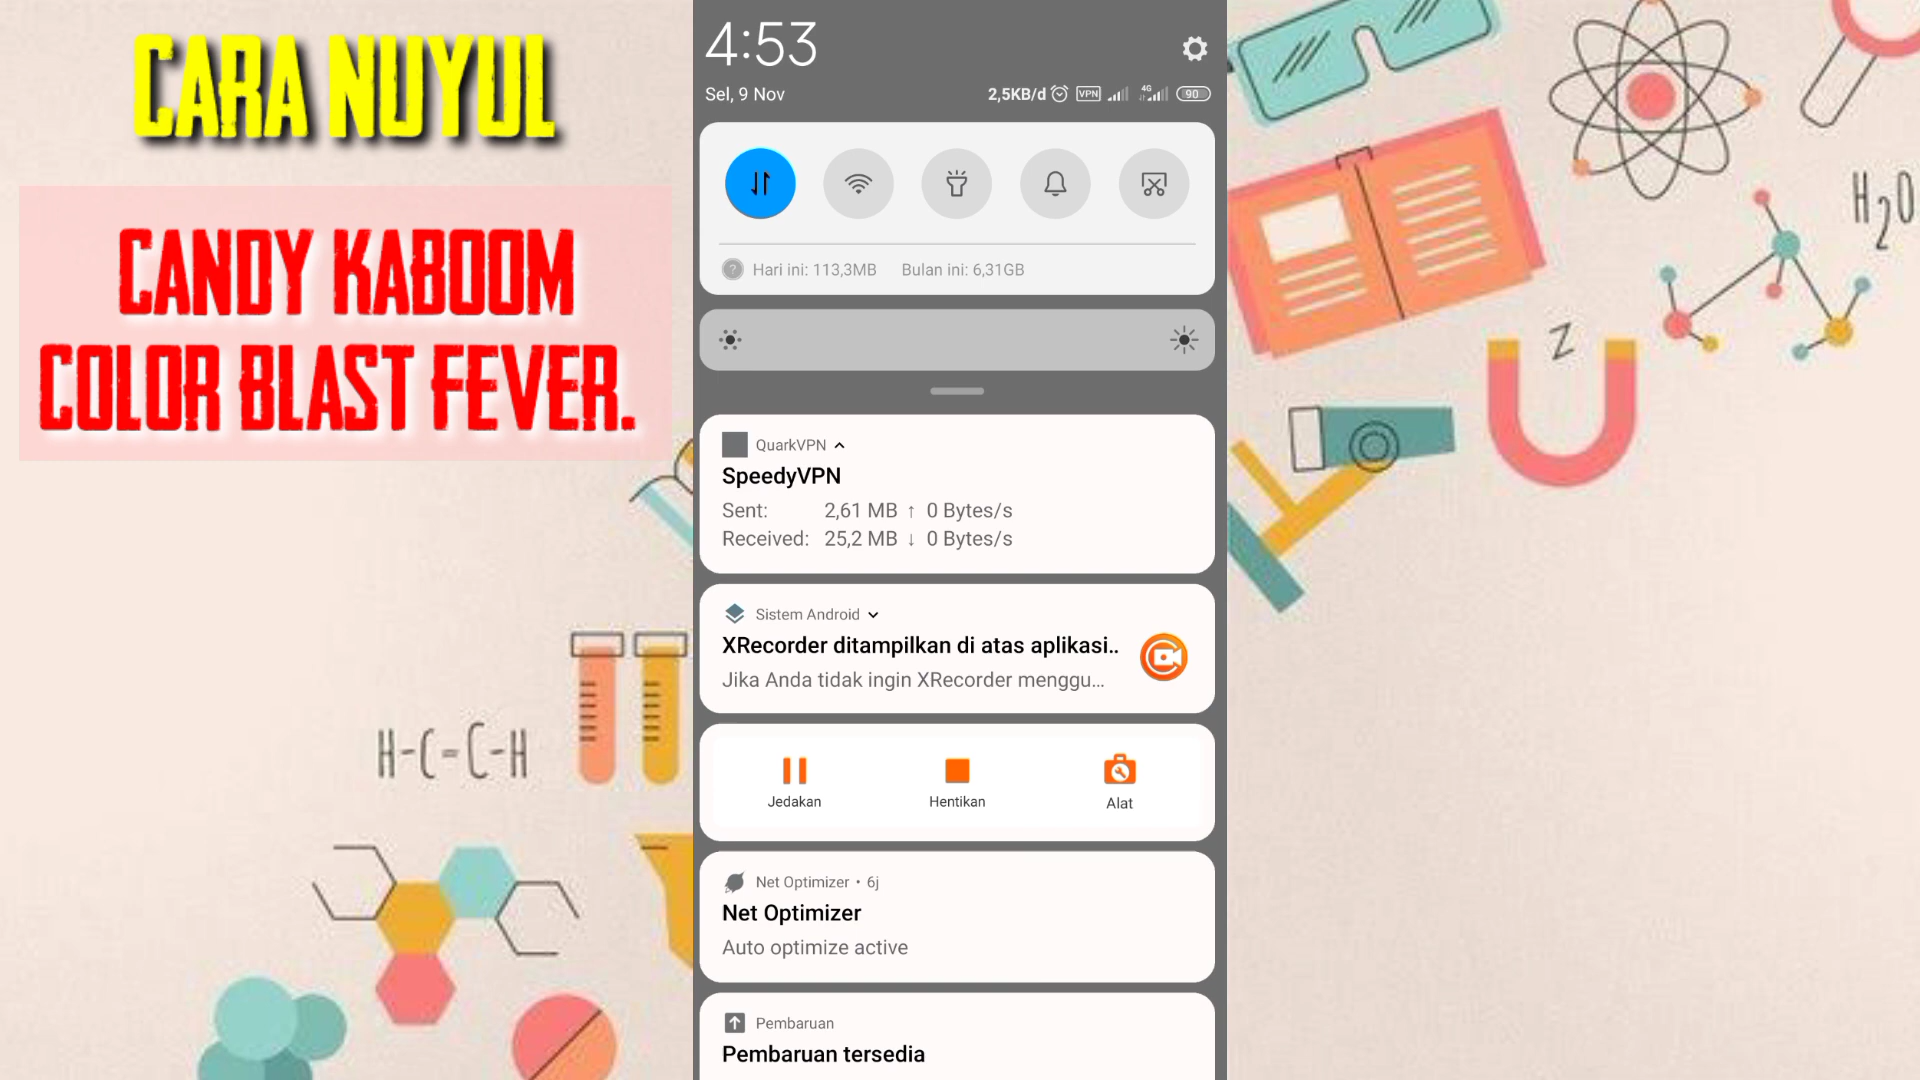 CARA NUYUL
CANDY KABOOM
COLOR BLAST FEVER.
4:53
Sel, 9 Nov
2,5KB/d VPN 4G 90
Hari ini: 113,3MB Bulan ini: 6,31GB
QuarkVPN
SpeedyVPN
Sent: 2,61 MB ↑ 0 Bytes/s
Received: 25,2 MB ↓ 0 Bytes/s
Sistem Android
XRecorder ditampilkan di atas aplikasi..
Jika Anda tidak ingin XRecorder menggu...
Jedakan Hentikan Alat
Net Optimizer • 6j
Net Optimizer
Auto optimize active
Pembaruan
Pembaruan tersedia
H2O
Z
H-C=C-H